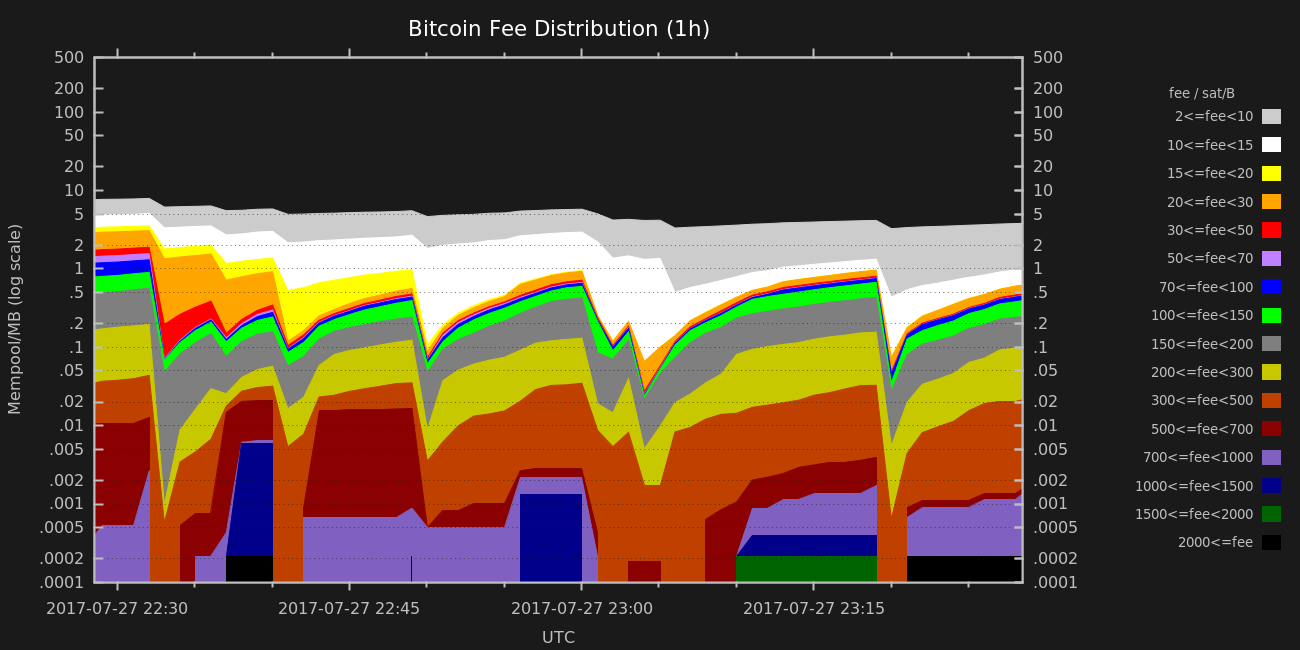 Bitcoin Fee Distribution (1h)
Mempool/MB (log scale)
500
200
100
50
20
10
5
2
1
.5
.2
.1
.05
.02
.01
.005
.002
.001
.0005
.0002
.0001
500
200
100
50
20
10
5
2
1
.5
.2
.1
.05
.02
.01
.005
.002
.001
.0005
.0002
.0001
2017-07-27 22:30
2017-07-27 22:45
2017-07-27 23:00
2017-07-27 23:15
UTC
fee / sat/B
2<=fee<10
10<=fee<15
15<=fee<20
20<=fee<30
30<=fee<50
50<=fee<70
70<=fee<100
100<=fee<150
150<=fee<200
200<=fee<300
300<=fee<500
500<=fee<700
700<=fee<1000
1000<=fee<1500
1500<=fee<2000
2000<=fee